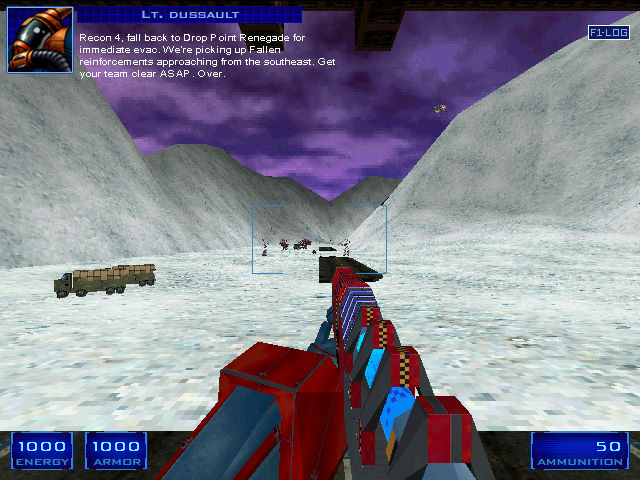 Lt. Dussault
Recon 4, fall back to Drop Point Renegade for
immediate evac. We're picking up Fallen
reinforcements approaching from the southeast. Get
your team clear ASAP. Over.
F1-LOG
1000
ENERGY
1000
ARMOR
50
AMMUNITION